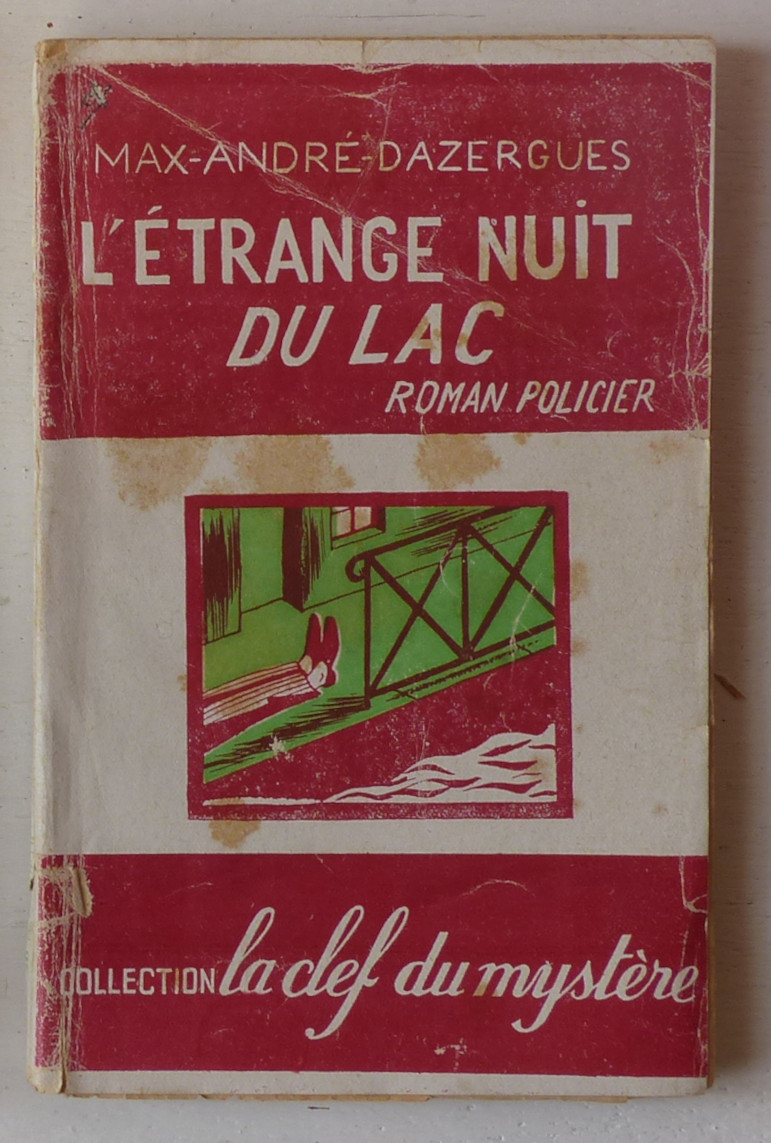 MAX-ANDRÉ-DAZERGUES
L'ÉTRANGE NUIT
DU LAC
ROMAN POLICIER
COLLECTION la clef du mystère